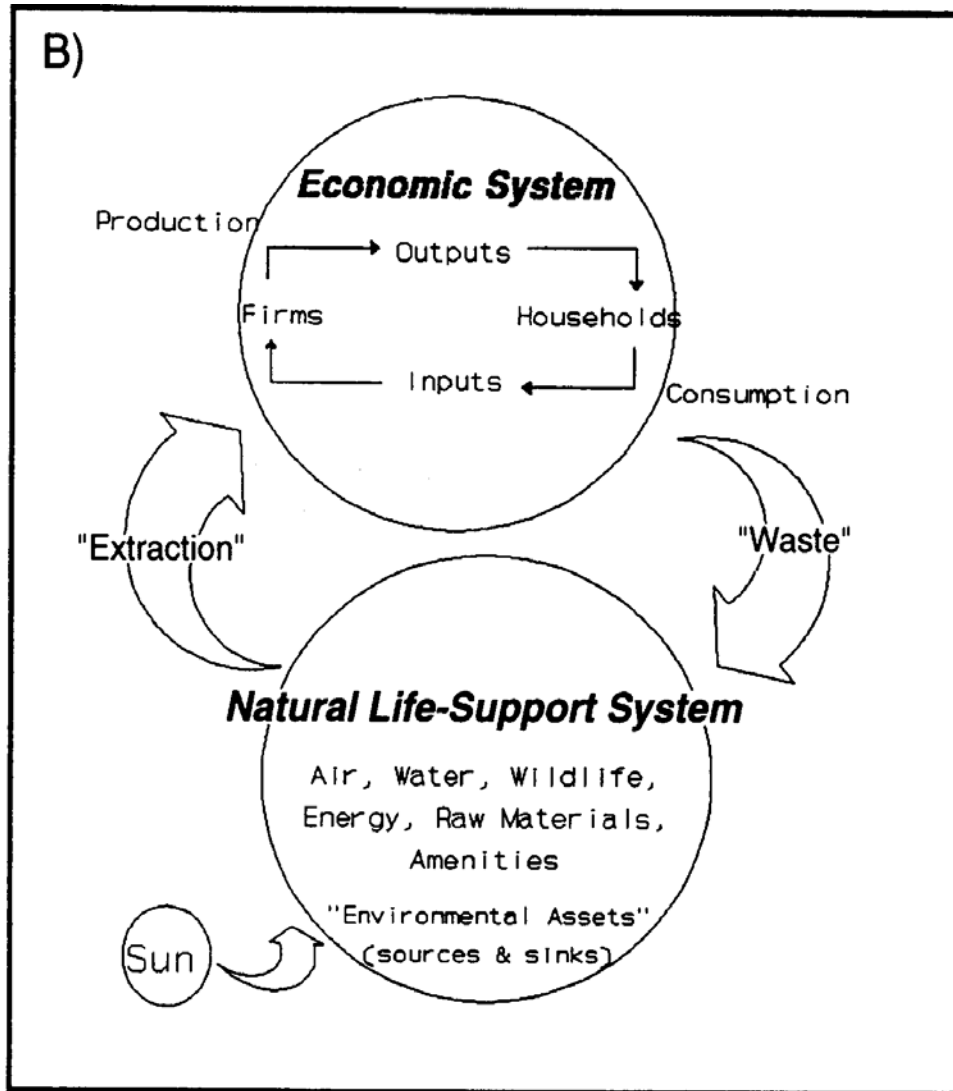 B)
Economic System
Production
Outputs
Firms
Households
Inputs
Consumption
"Extraction"
"Waste"
Natural Life-Support System
Air, Water, Wildlife,
Energy, Raw Materials,
Amenities
"Environmental Assets"
(sources & sinks)
Sun